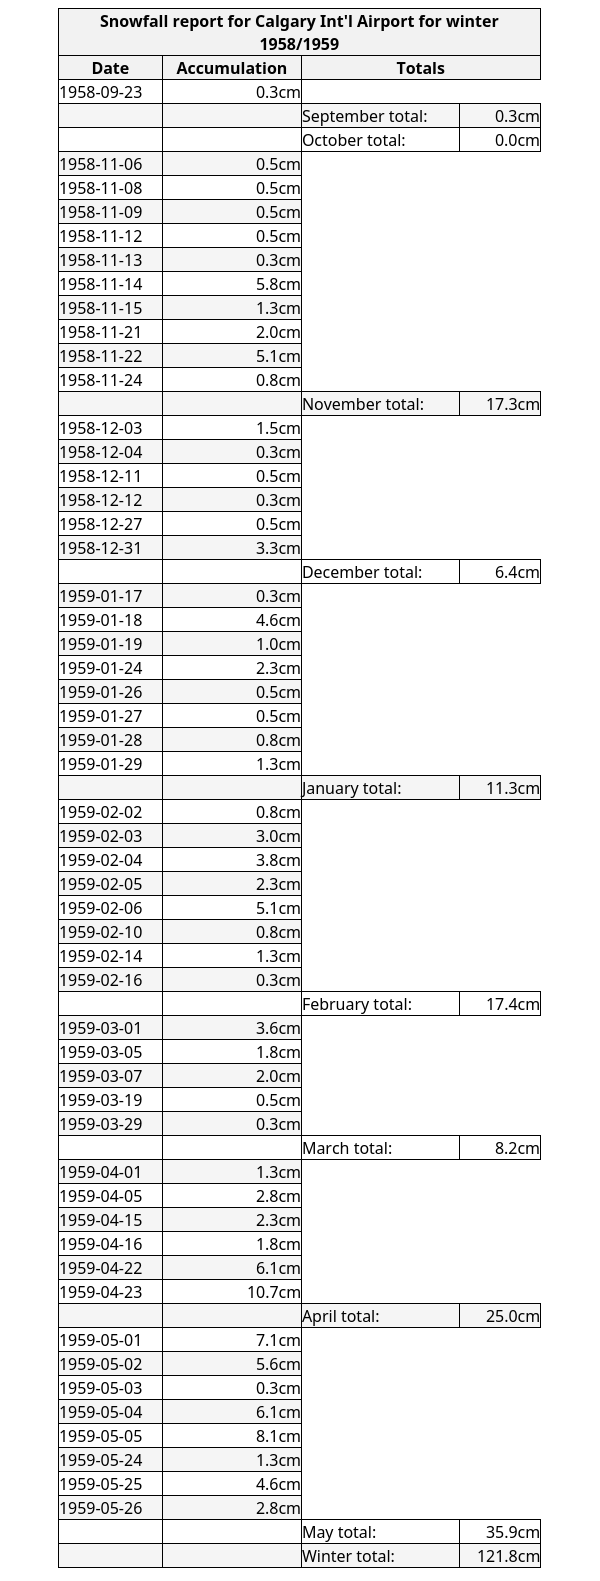 Snowfall report for Calgary Int'l Airport for winter
1958/1959
Date Accumulation Totals
1958-09-23 0.3cm
September total: 0.3cm
October total: 0.0cm
1958-11-06 0.5cm
1958-11-08 0.5cm
1958-11-09 0.5cm
1958-11-12 0.5cm
1958-11-13 0.3cm
1958-11-14 5.8cm
1958-11-15 1.3cm
1958-11-21 2.0cm
1958-11-22 5.1cm
1958-11-24 0.8cm
November total: 17.3cm
1958-12-03 1.5cm
1958-12-04 0.3cm
1958-12-11 0.5cm
1958-12-12 0.3cm
1958-12-27 0.5cm
1958-12-31 3.3cm
December total: 6.4cm
1959-01-17 0.3cm
1959-01-18 4.6cm
1959-01-19 1.0cm
1959-01-24 2.3cm
1959-01-26 0.5cm
1959-01-27 0.5cm
1959-01-28 0.8cm
1959-01-29 1.3cm
January total: 11.3cm
1959-02-02 0.8cm
1959-02-03 3.0cm
1959-02-04 3.8cm
1959-02-05 2.3cm
1959-02-06 5.1cm
1959-02-10 0.8cm
1959-02-14 1.3cm
1959-02-16 0.3cm
February total: 17.4cm
1959-03-01 3.6cm
1959-03-05 1.8cm
1959-03-07 2.0cm
1959-03-19 0.5cm
1959-03-29 0.3cm
March total: 8.2cm
1959-04-01 1.3cm
1959-04-05 2.8cm
1959-04-15 2.3cm
1959-04-16 1.8cm
1959-04-22 6.1cm
1959-04-23 10.7cm
April total: 25.0cm
1959-05-01 7.1cm
1959-05-02 5.6cm
1959-05-03 0.3cm
1959-05-04 6.1cm
1959-05-05 8.1cm
1959-05-24 1.3cm
1959-05-25 4.6cm
1959-05-26 2.8cm
May total: 35.9cm
Winter total: 121.8cm